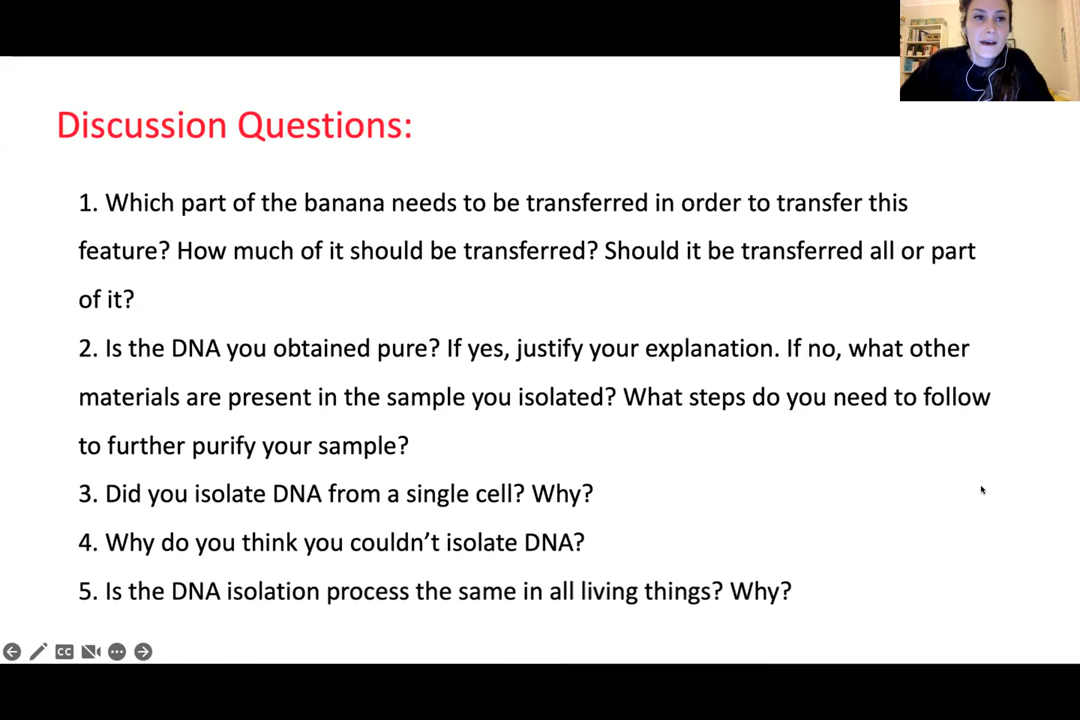 Discussion Questions:
1. Which part of the banana needs to be transferred in order to transfer this
feature? How much of it should be transferred? Should it be transferred all or part
of it?
2. Is the DNA you obtained pure? If yes, justify your explanation. If no, what other
materials are present in the sample you isolated? What steps do you need to follow
to further purify your sample?
3. Did you isolate DNA from a single cell? Why?
4. Why do you think you couldn’t isolate DNA?
5. Is the DNA isolation process the same in all living things? Why?
CC